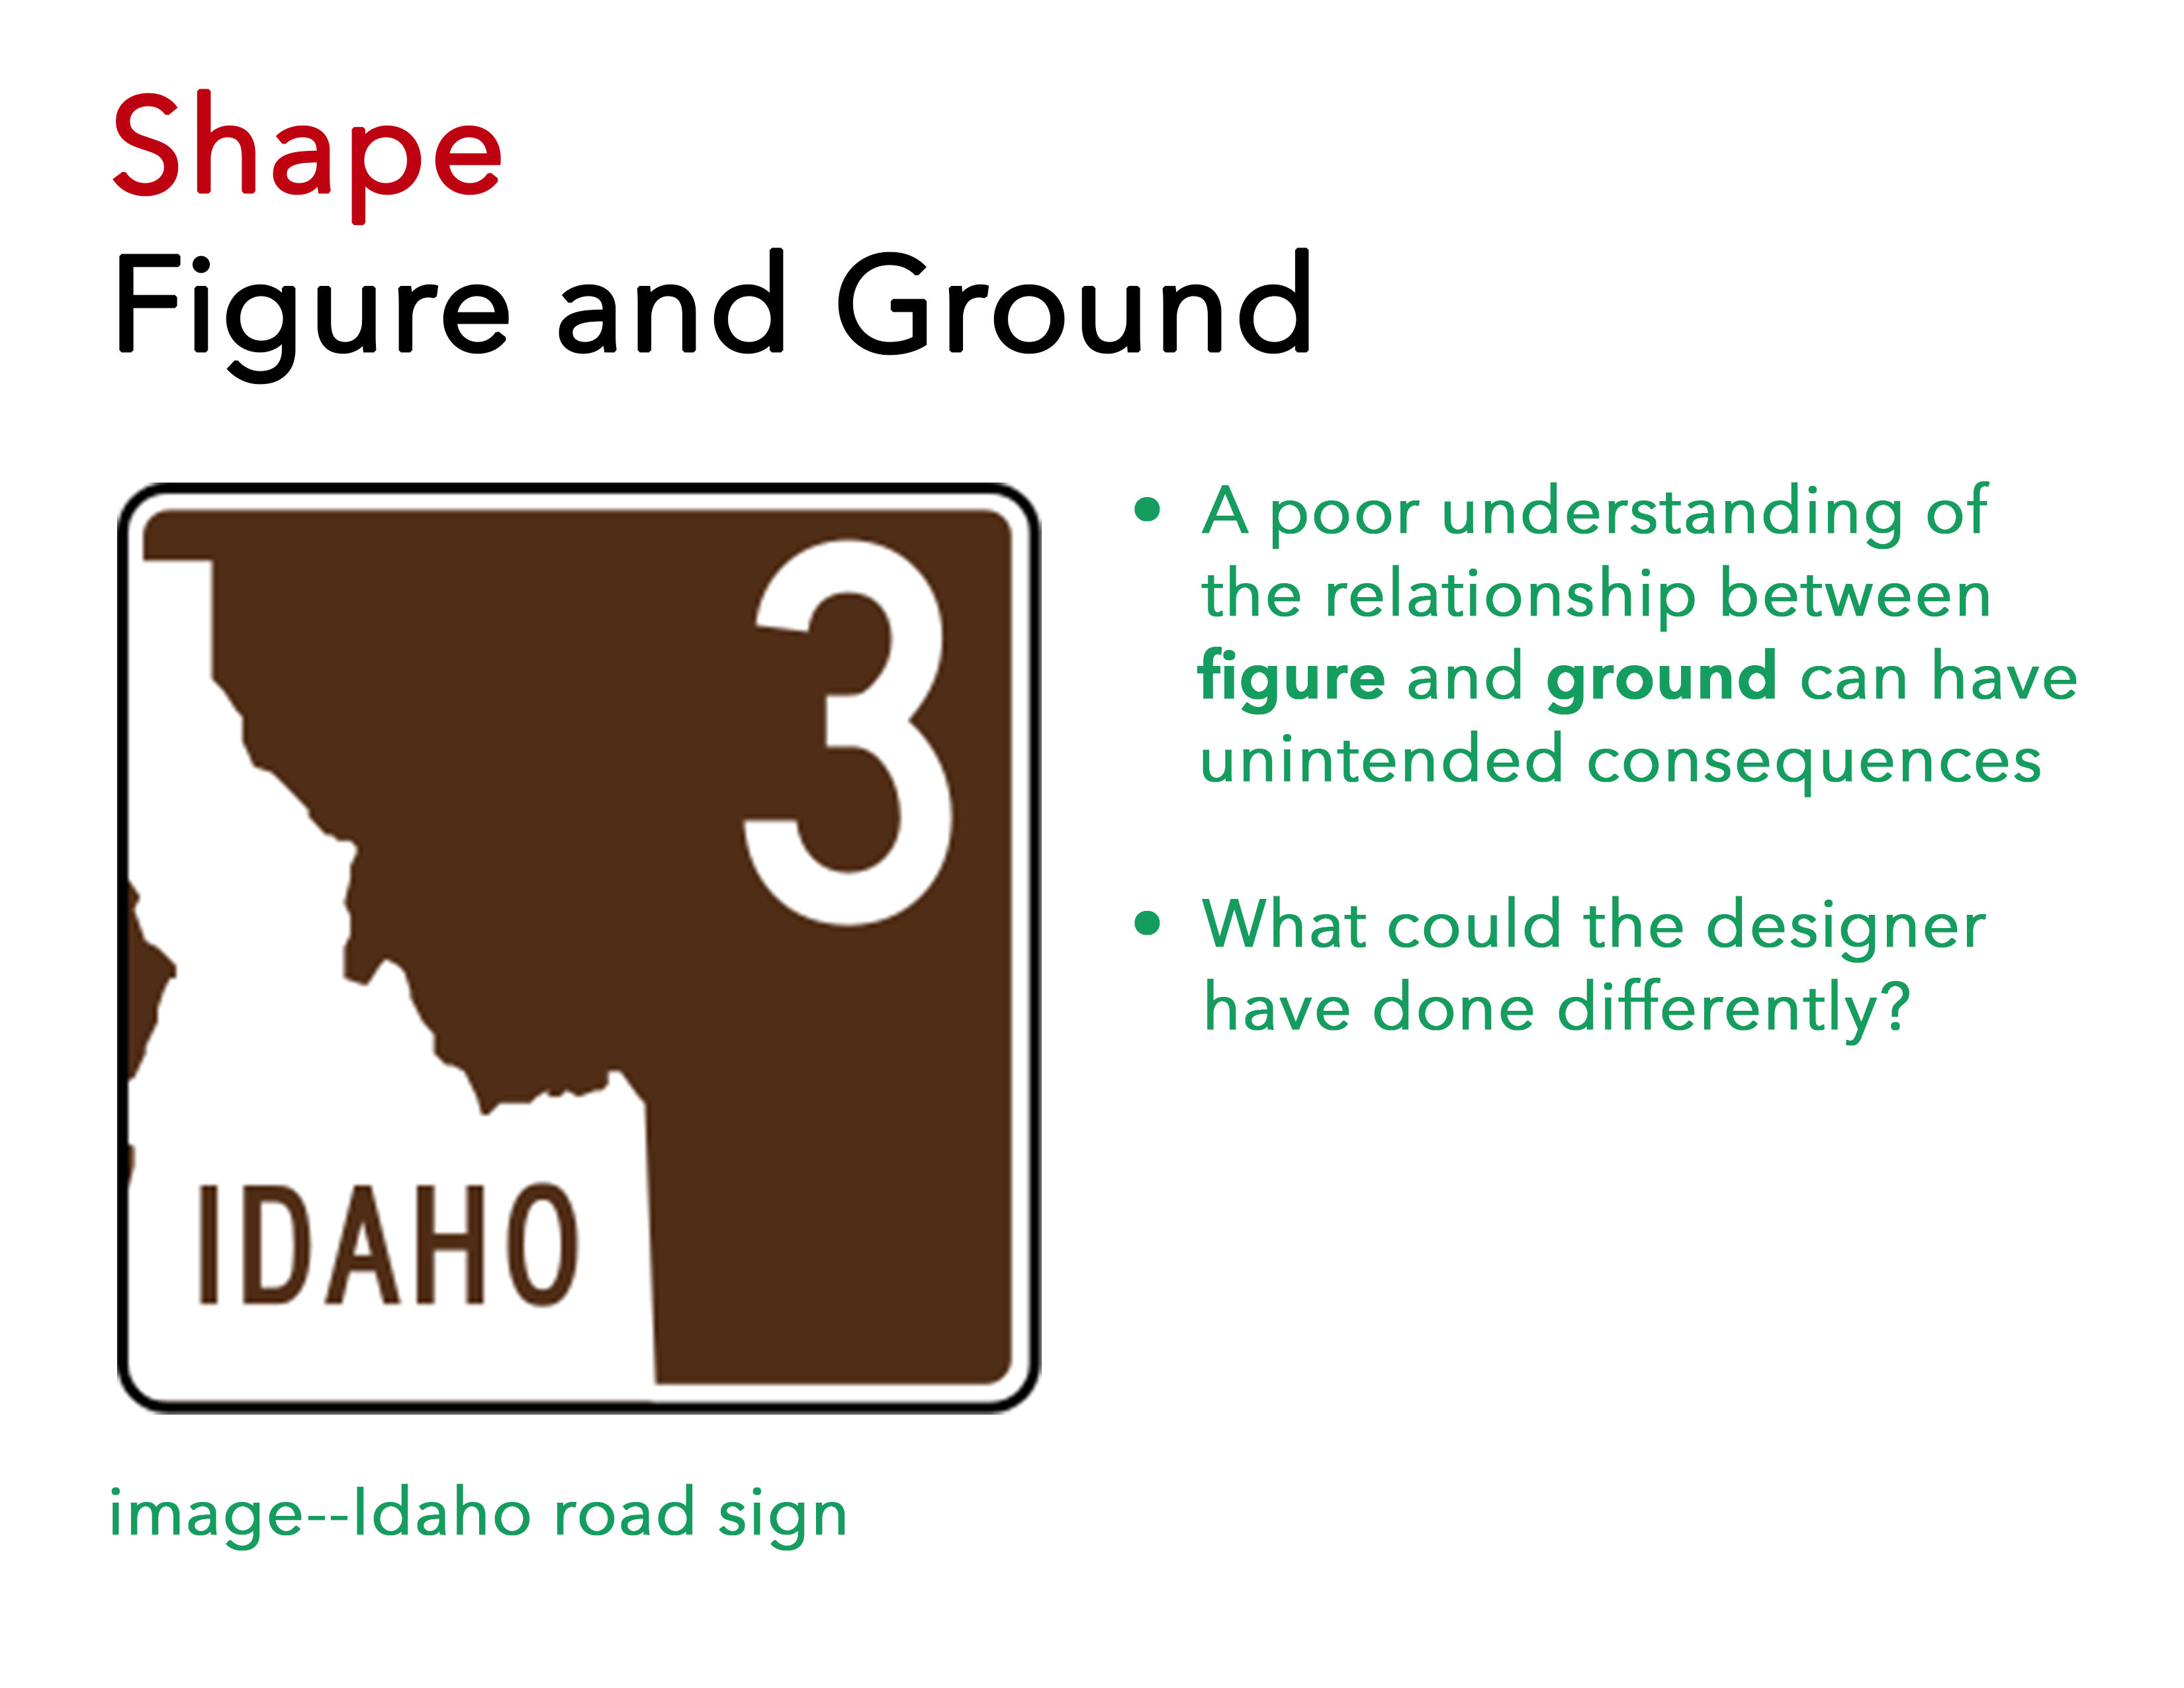 Shape
Figure and Ground
3
IDAHO
• A poor understanding of
the relationship between
figure and ground can have
unintended consequences
• What could the designer
have done differently?
image--Idaho road sign